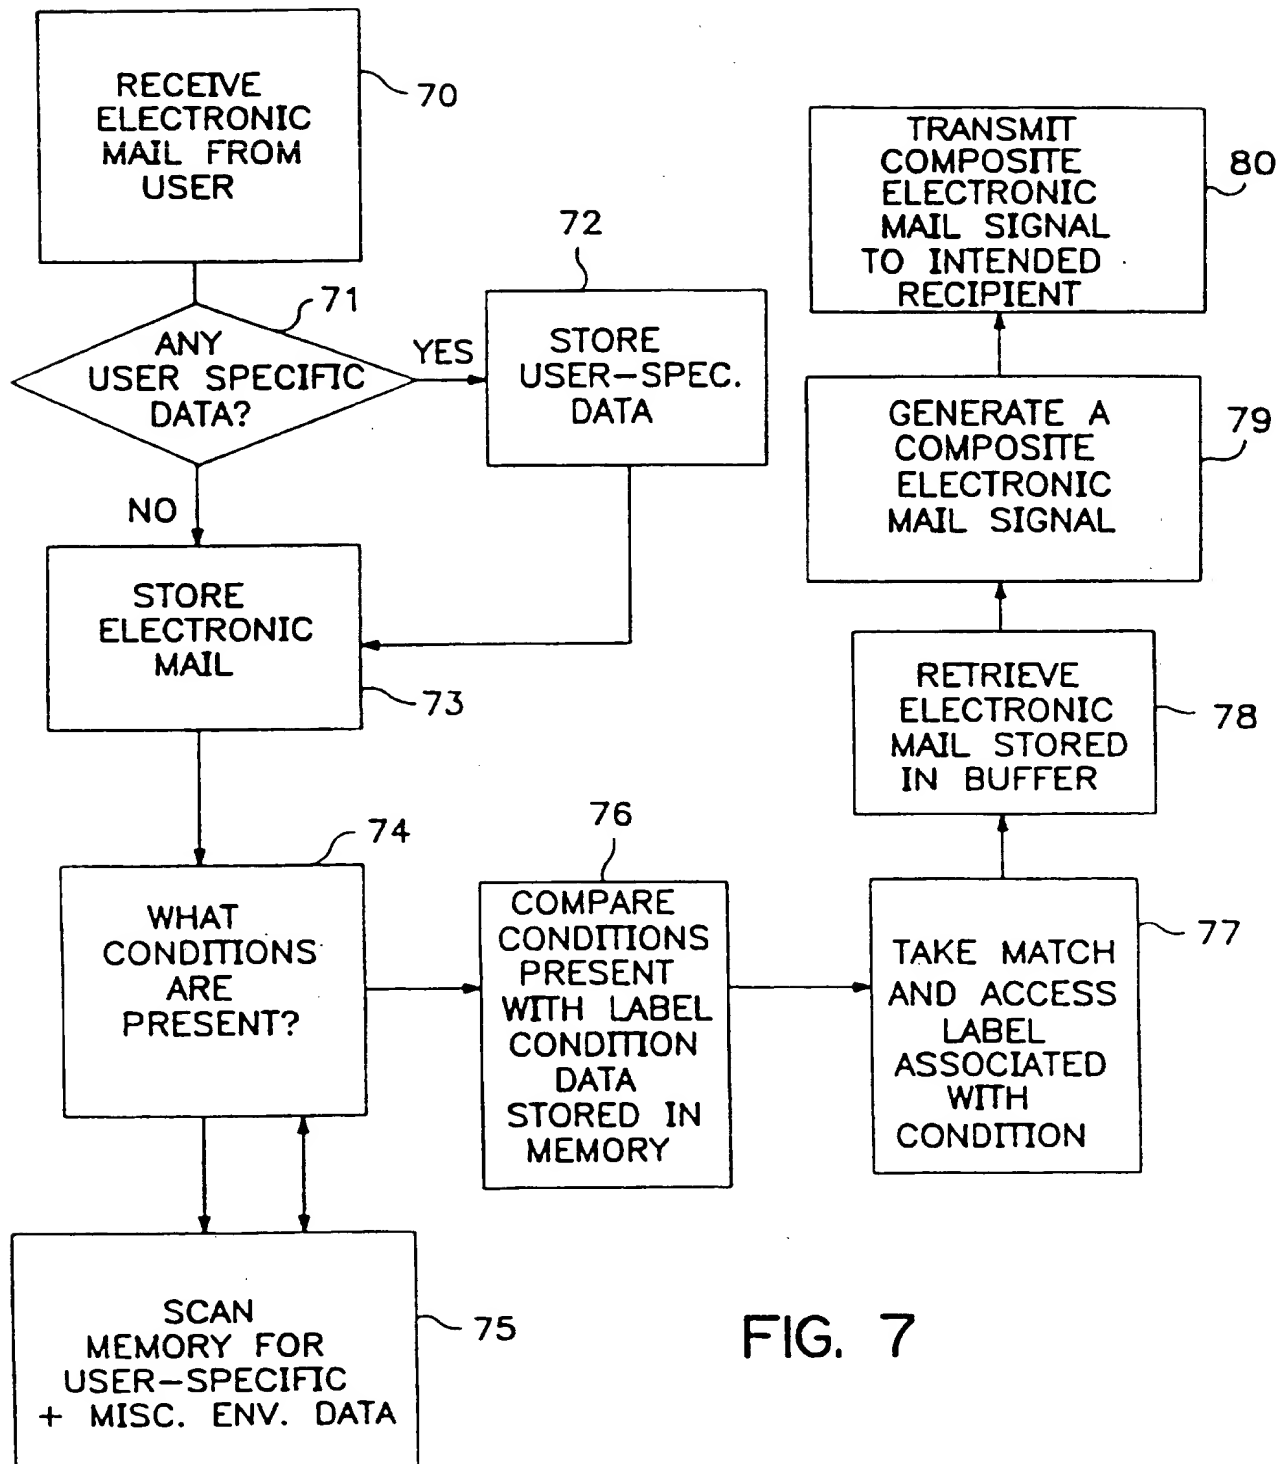 RECEIVE
ELECTRONIC
MAIL FROM
USER
70
71
ANY
USER SPECIFIC
DATA?
YES
NO
72
STORE
USER-SPEC.
DATA
STORE
ELECTRONIC
MAIL
73
74
WHAT
CONDITIONS
ARE
PRESENT?
SCAN
MEMORY FOR
USER-SPECIFIC
+ MISC. ENV. DATA
75
76
COMPARE
CONDITIONS
PRESENT
WITH LABEL
CONDITION
DATA
STORED IN
MEMORY
TAKE MATCH
AND ACCESS
LABEL
ASSOCIATED
WITH
CONDITION
77
RETRIEVE
ELECTRONIC
MAIL STORED
IN BUFFER
78
GENERATE A
COMPOSITE
ELECTRONIC
MAIL SIGNAL
79
TRANSMIT
COMPOSITE
ELECTRONIC
MAIL SIGNAL
TO INTENDED
RECIPIENT
80
FIG. 7